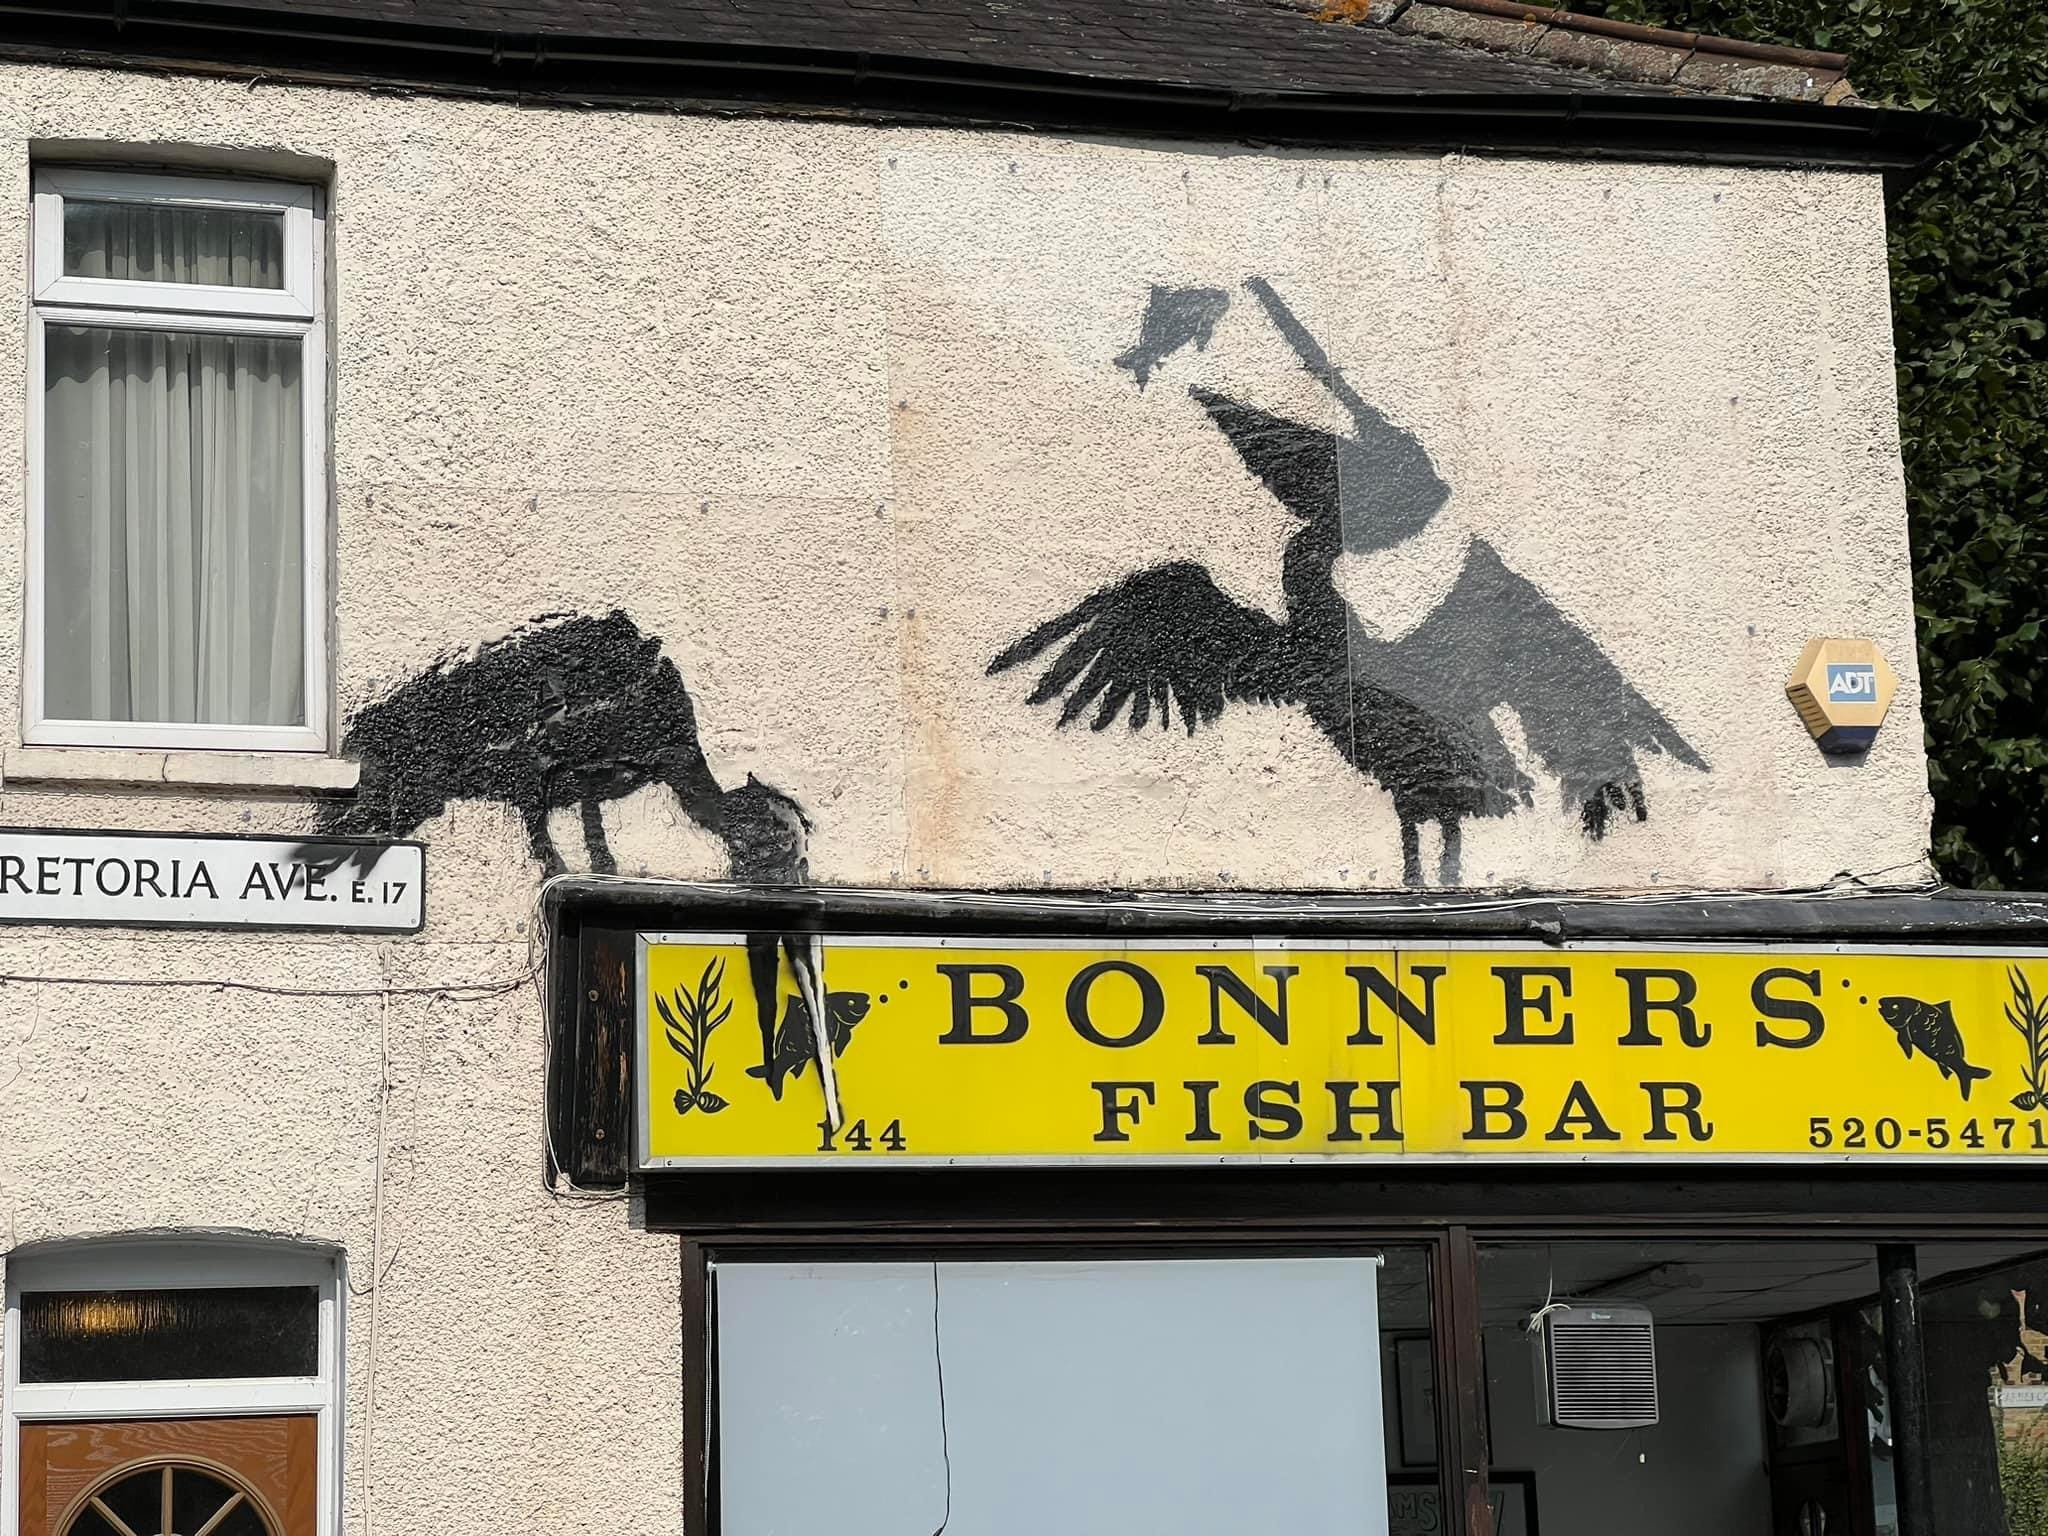 RETORIA AVE. E.17
ADT
BONNERS
FISH BAR
144
520-5471